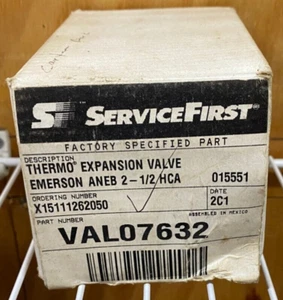 SERVICEFIRST®
FACTORY SPECIFIED PART
DESCRIPTION
THERMO EXPANSION VALVE
EMERSON ANEB 2-1/2 HCA 015551
ORDERING NUMBER DATE
X15111262050 2C1
ASSEMBLED IN MEXICO
PART NUMBER
VAL07632